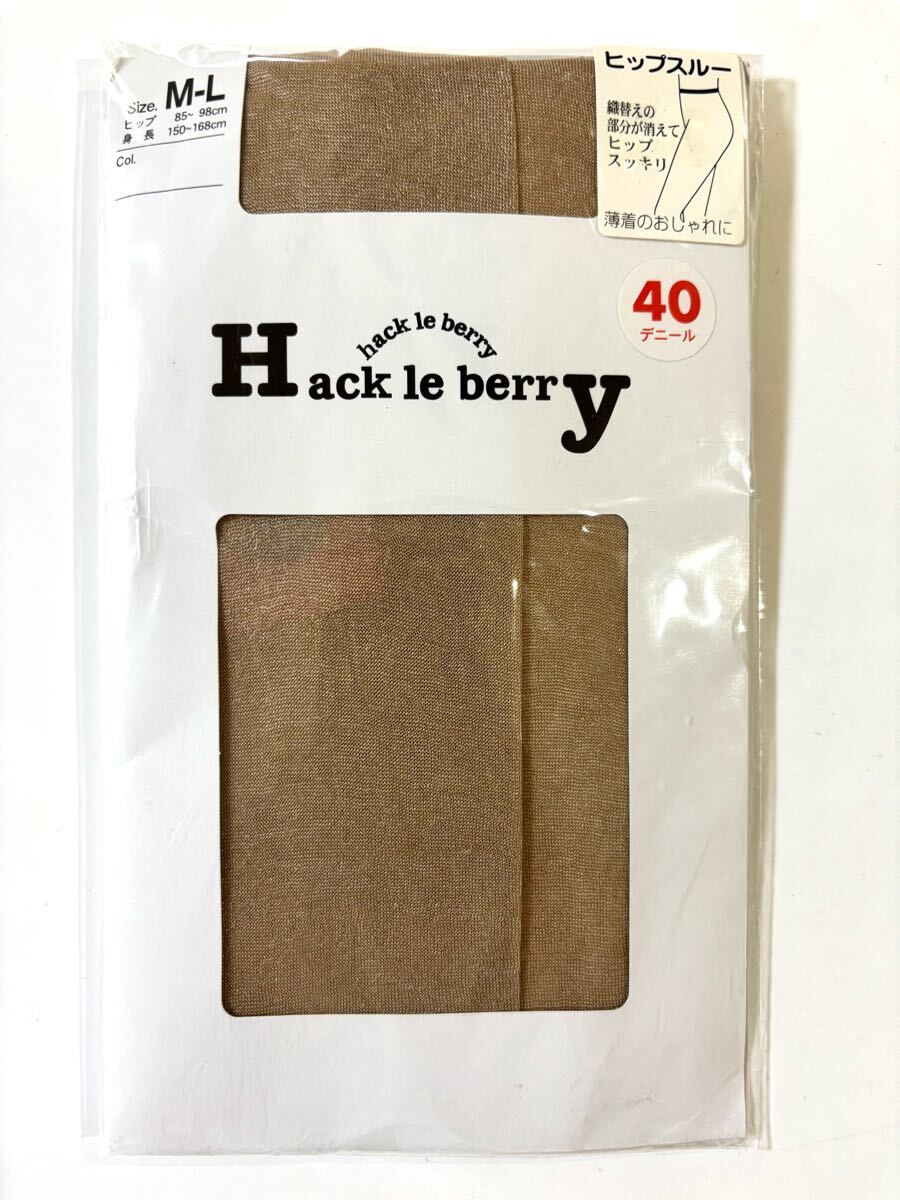 Size. M-L
ヒップ 85~98cm
身長 150~168cm
Col.
ヒップスルー
織替えの
部分が消えて
ヒップ
スッキリ
薄着のおしゃれに
40
デニール
hack le berry
Hack le berry